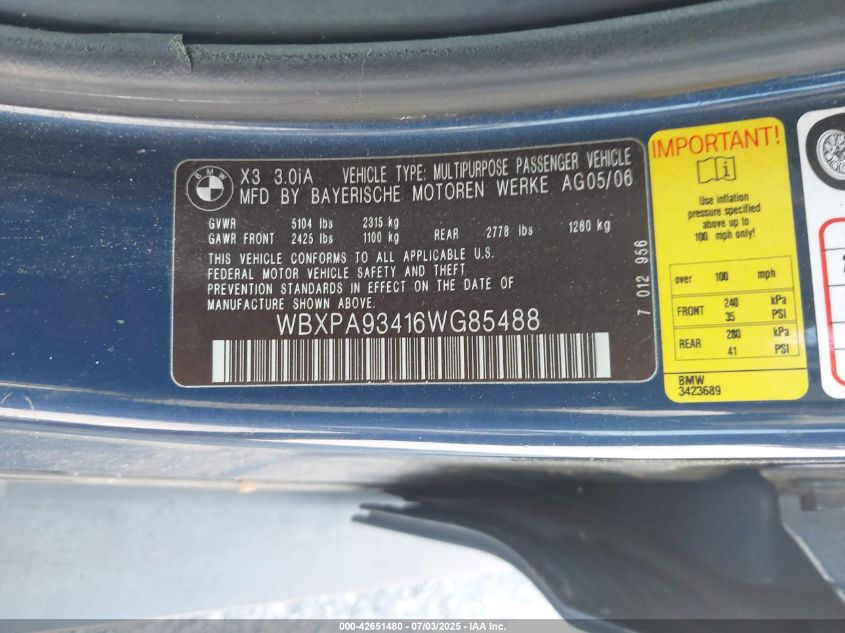 BMW
X3 3.0iA VEHICLE TYPE: MULTIPURPOSE PASSENGER VEHICLE
MFD BY BAYERISCHE MOTOREN WERKE AG05/06
GVWR 5104 lbs 2315 kg
GAWR FRONT 2425 lbs 1100 kg REAR 2778 lbs 1260 kg
THIS VEHICLE CONFORMS TO ALL APPLICABLE U.S.
FEDERAL MOTOR VEHICLE SAFETY AND THEFT
PREVENTION STANDARDS IN EFFECT ON THE DATE OF
MANUFACTURE SHOWN ABOVE.
WBXPA93416WG85488
7 012 956
IMPORTANT!
Use inflation
pressure specified
above up to
100 mph only!
over 100 mph
FRONT 240 kPa
35 PSI
REAR 280 kPa
41 PSI
BMW
3423689
000-42651480 - 07/03/2025 - IAA Inc.